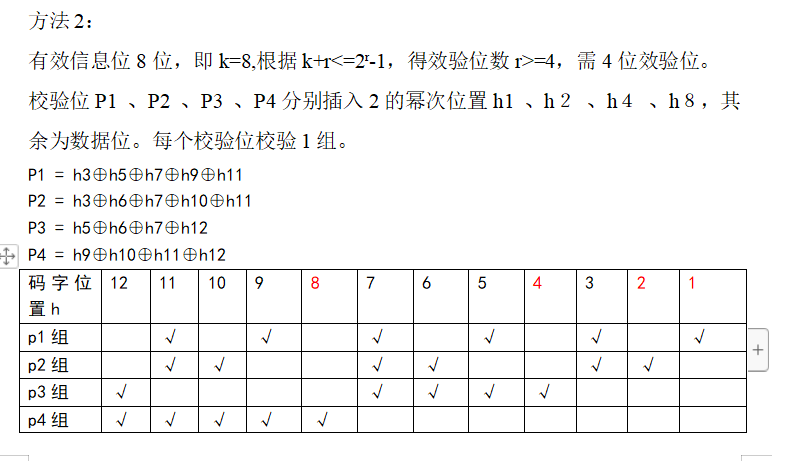 方法 2：
有效信息位 8 位，即 k=8,根据 k+r<=2ʳ-1，得效验位数 r>=4，需 4 位效验位。
校验位 P1 、P2 、P3 、P4 分别插入 2 的幂次位置 h1 、h２ 、h４ 、h８，其
余为数据位。每个校验位校验 1 组。
P1 = h3⊕h5⊕h7⊕h9⊕h11
P2 = h3⊕h6⊕h7⊕h10⊕h11
P3 = h5⊕h6⊕h7⊕h12
P4 = h9⊕h10⊕h11⊕h12
码字位置 h 12 11 10 9 8 7 6 5 4 3 2 1
p1 组 √ √ √ √ √ √
p2 组 √ √ √ √ √ √
p3 组 √ √ √ √ √
p4 组 √ √ √ √ √